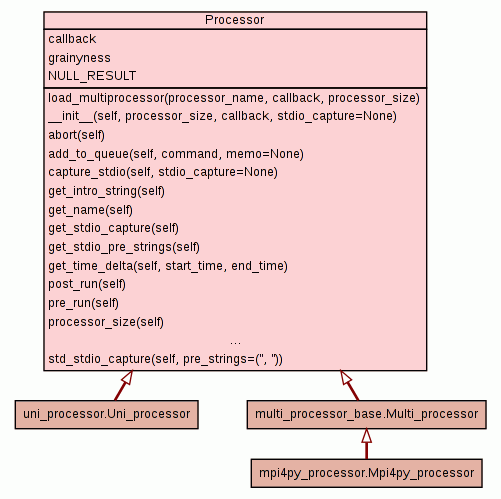 Processor
callback
grainyness
NULL_RESULT
load_multiprocessor(processor_name, callback, processor_size)
__init__(self, processor_size, callback, stdio_capture=None)
abort(self)
add_to_queue(self, command, memo=None)
capture_stdio(self, stdio_capture=None)
get_intro_string(self)
get_name(self)
get_stdio_capture(self)
get_stdio_pre_strings(self)
get_time_delta(self, start_time, end_time)
post_run(self)
pre_run(self)
processor_size(self)
...
std_stdio_capture(self, pre_strings=('', ''))
uni_processor.Uni_processor
multi_processor_base.Multi_processor
mpi4py_processor.Mpi4py_processor